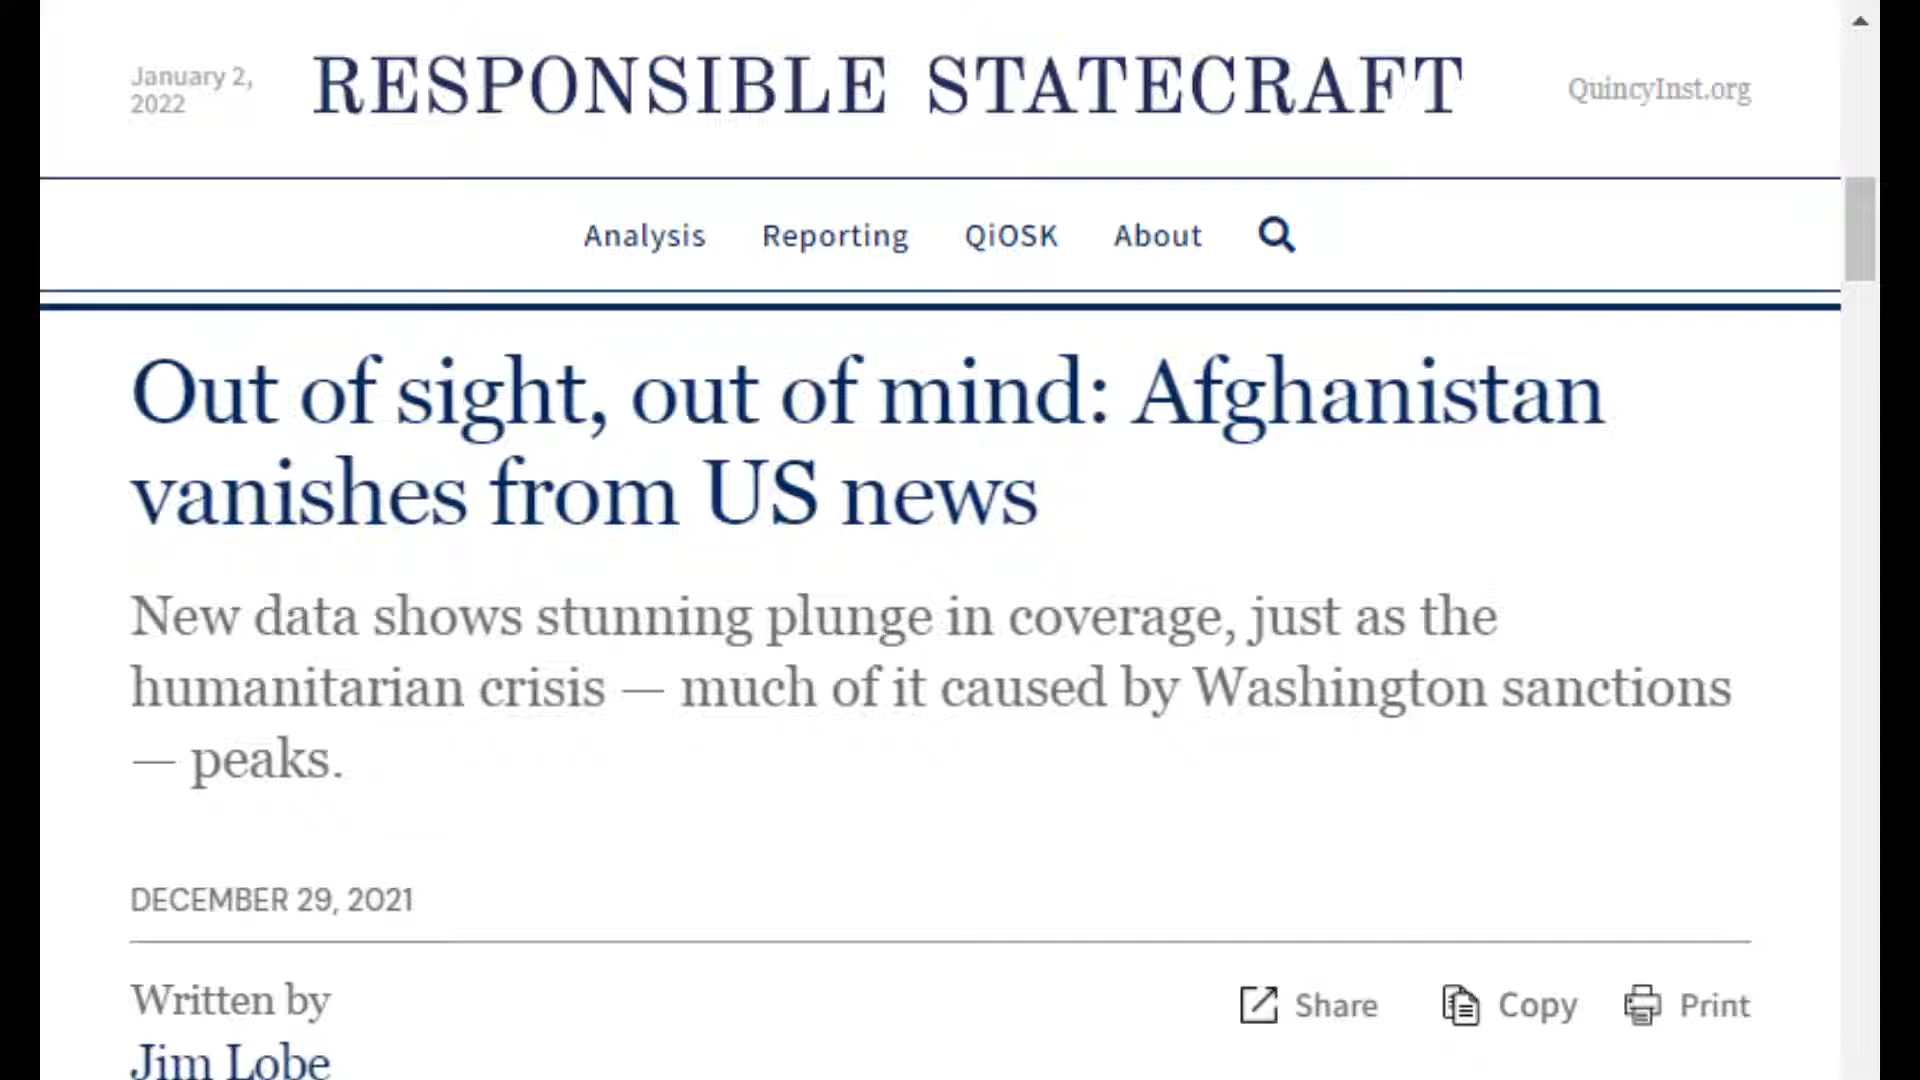 January 2,
2022
RESPONSIBLE STATECRAFT
QuincyInst.org
Analysis Reporting QiOSK About
Out of sight, out of mind: Afghanistan
vanishes from US news
New data shows stunning plunge in coverage, just as the
humanitarian crisis — much of it caused by Washington sanctions
— peaks.
DECEMBER 29, 2021
Written by
Jim Lobe
Share Copy Print